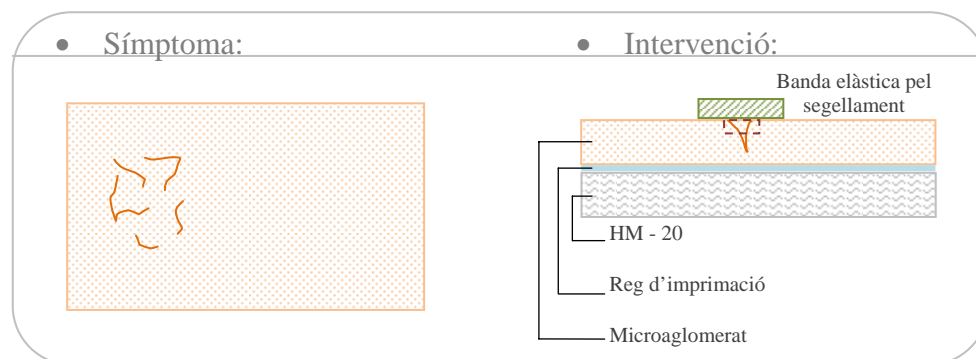 • Símptoma:
• Intervenció:
Banda elàstica pel
segellament
HM - 20
Reg d'imprimació
Microaglomerat